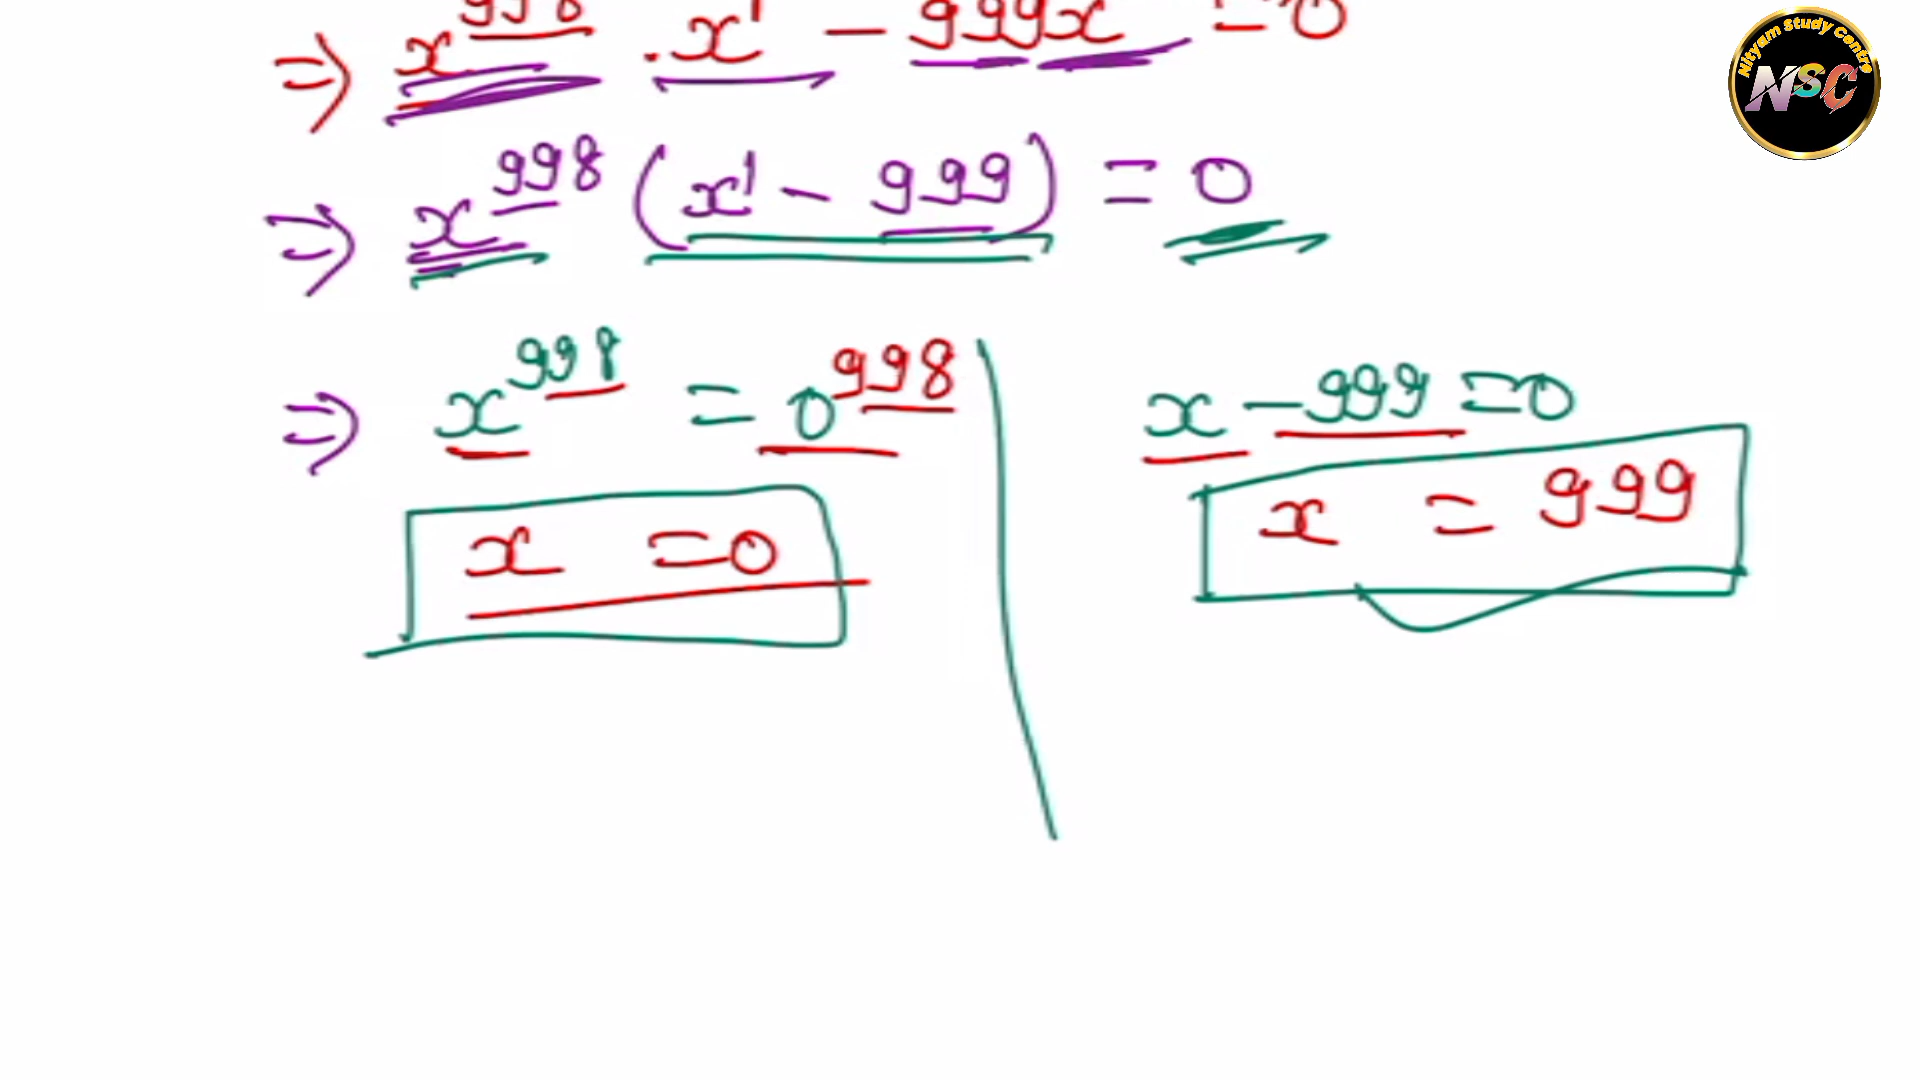 ⇒ x^998 . x^1 - 999x = 0
⇒ x^998 (x^1 - 999) = 0
⇒ x^998 = 0^998
x - 999 = 0
x = 0
x = 999
Nityam Study Centre
NSC